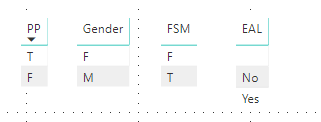 PP Gender FSM EAL
T F F
F M T No
Yes